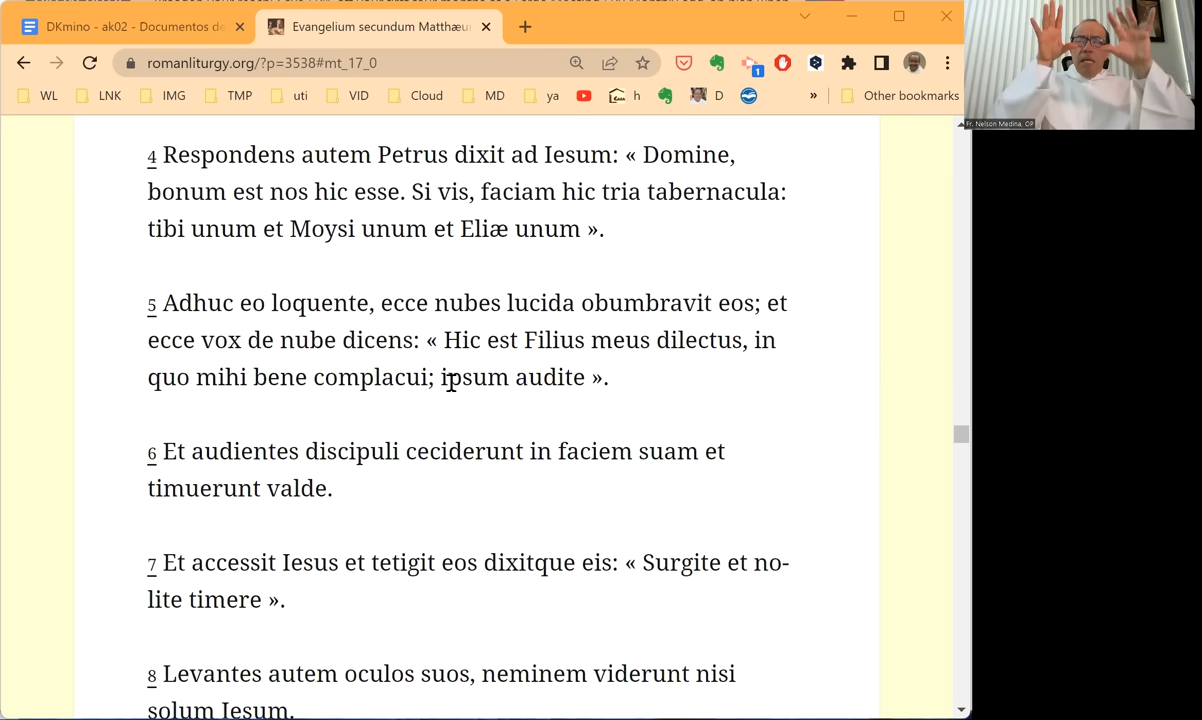 DKmino - ak02 - Documentos de
Evangelium secundum Matthæum
romanliturgy.org/?p=3538#mt_17_0
1
WL LNK IMG TMP uti VID Cloud MD ya h D » Other bookmarks
Fr. Nelson Medina, OP
4 Respondens autem Petrus dixit ad Iesum: « Domine,
bonum est nos hic esse. Si vis, faciam hic tria tabernacula:
tibi unum et Moysi unum et Eliæ unum ».
5 Adhuc eo loquente, ecce nubes lucida obumbravit eos; et
ecce vox de nube dicens: « Hic est Filius meus dilectus, in
quo mihi bene complacui; ipsum audite ».
6 Et audientes discipuli ceciderunt in faciem suam et
timuerunt valde.
7 Et accessit Iesus et tetigit eos dixitque eis: « Surgite et no-
lite timere ».
8 Levantes autem oculos suos, neminem viderunt nisi
solum Iesum.